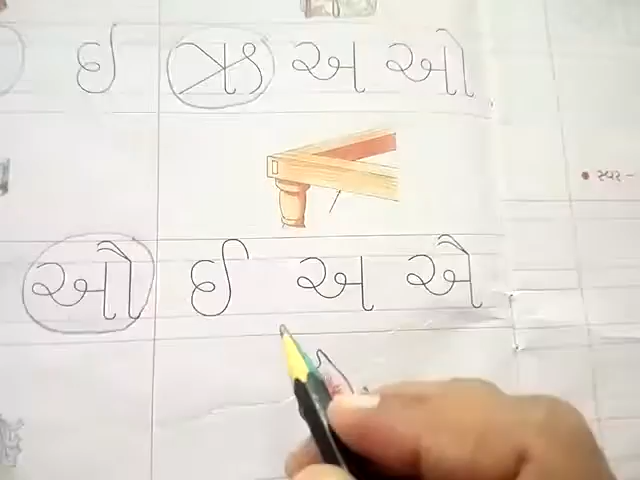 ઇ ઋ અ ઓ
• સ્વર –
ઔ ઈ અ ઐ